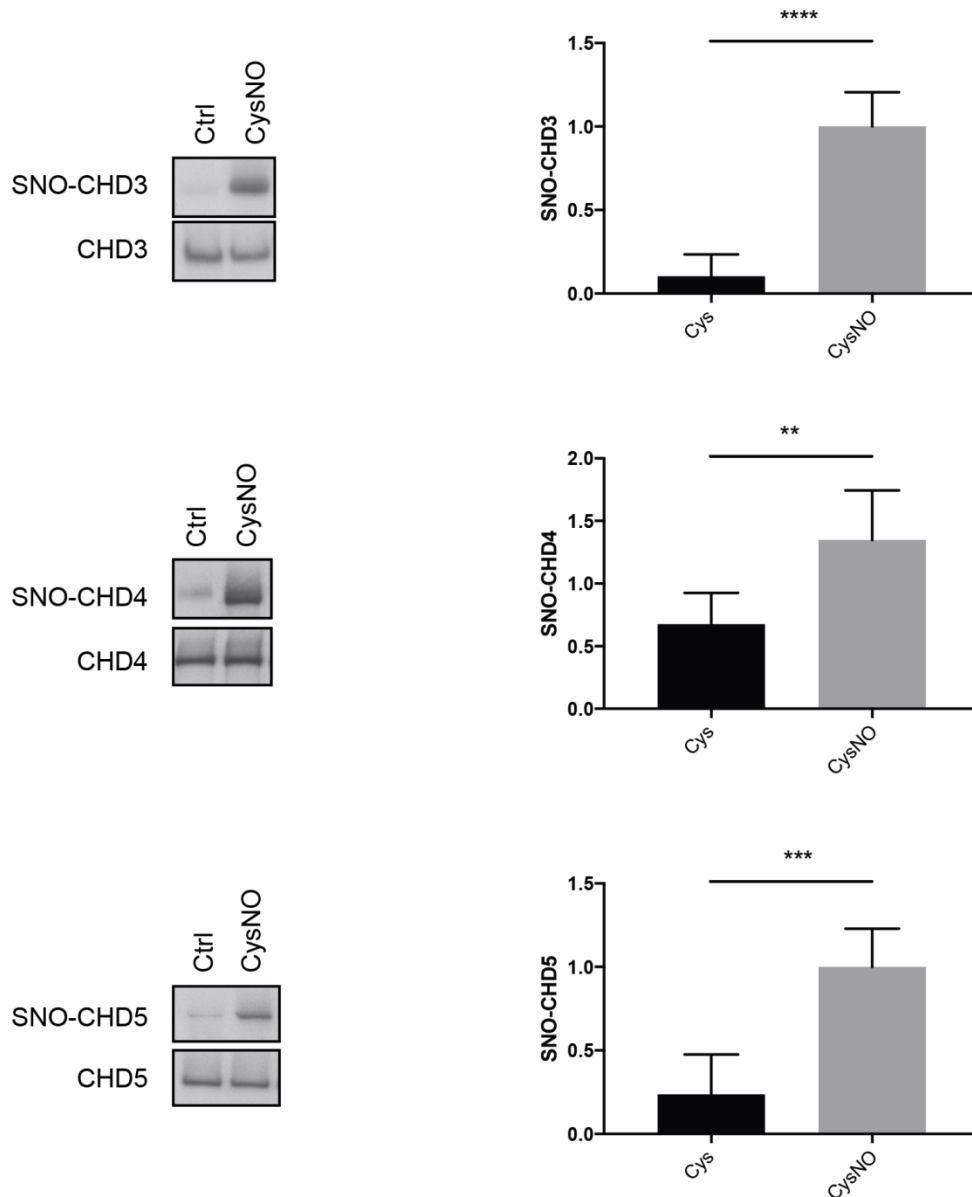 Ctrl
CysNO
SNO-CHD3
CHD3
****
SNO-CHD3
1.5
1.0
0.5
0.0
Cys
CysNO
Ctrl
CysNO
SNO-CHD4
CHD4
**
SNO-CHD4
2.0
1.5
1.0
0.5
0.0
Cys
CysNO
Ctrl
CysNO
SNO-CHD5
CHD5
***
SNO-CHD5
1.5
1.0
0.5
0.0
Cys
CysNO